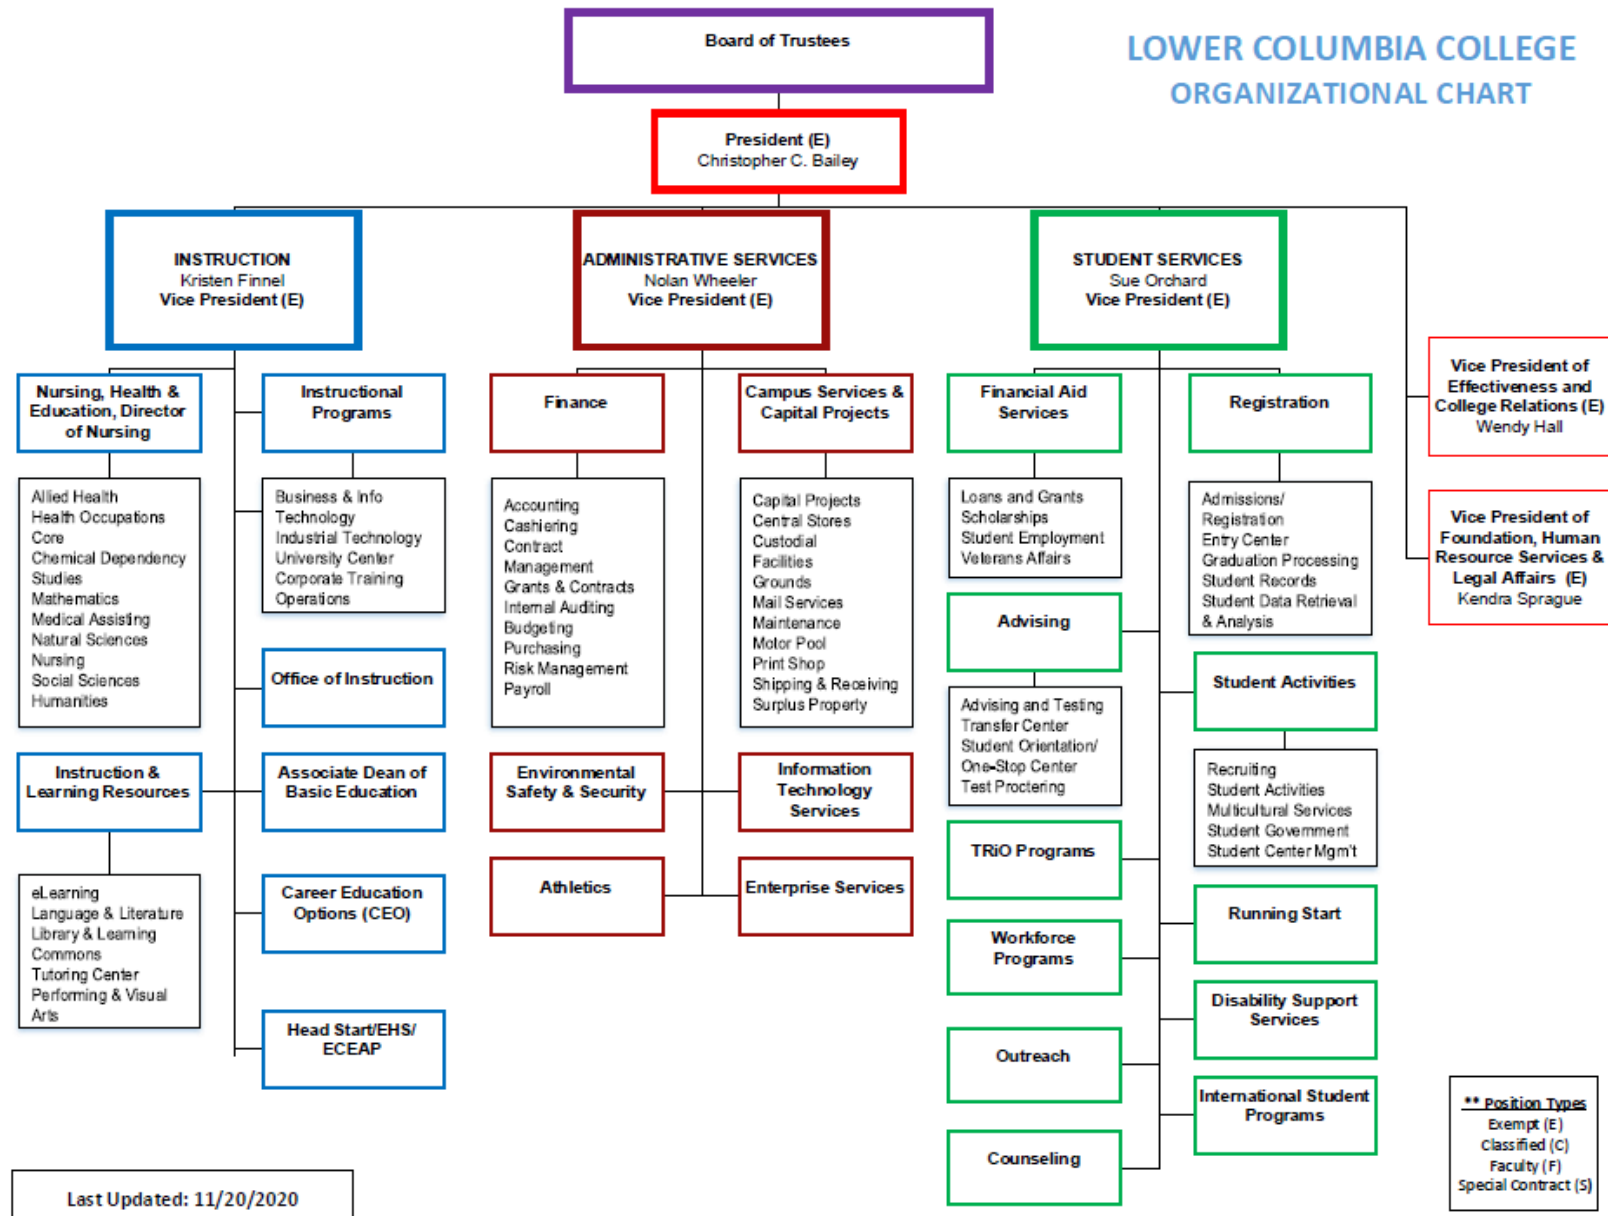 Board of Trustees
LOWER COLUMBIA COLLEGE
ORGANIZATIONAL CHART
President (E)
Christopher C. Bailey
INSTRUCTION
Kristen Finnel
Vice President (E)
ADMINISTRATIVE SERVICES
Nolan Wheeler
Vice President (E)
STUDENT SERVICES
Sue Orchard
Vice President (E)
Vice President of
Effectiveness and
College Relations (E)
Wendy Hall
Vice President of
Foundation, Human
Resource Services &
Legal Affairs (E)
Kendra Sprague
Nursing, Health &
Education, Director
of Nursing
Allied Health
Health Occupations
Core
Chemical Dependency
Studies
Mathematics
Medical Assisting
Natural Sciences
Nursing
Social Sciences
Humanities
Instruction &
Learning Resources
eLearning
Language & Literature
Library & Learning
Commons
Tutoring Center
Performing & Visual
Arts
Instructional
Programs
Business & Info
Technology
Industrial Technology
University Center
Corporate Training
Operations
Office of Instruction
Associate Dean of
Basic Education
Career Education
Options (CEO)
Head Start/EHS/
ECEAP
Finance
Accounting
Cashiering
Contract
Management
Grants & Contracts
Internal Auditing
Budgeting
Purchasing
Risk Management
Payroll
Environmental
Safety & Security
Athletics
Campus Services &
Capital Projects
Capital Projects
Central Stores
Custodial
Facilities
Grounds
Mail Services
Maintenance
Motor Pool
Print Shop
Shipping & Receiving
Surplus Property
Information
Technology
Services
Enterprise Services
Financial Aid
Services
Loans and Grants
Scholarships
Student Employment
Veterans Affairs
Advising
Advising and Testing
Transfer Center
Student Orientation/
One-Stop Center
Test Proctering
TRiO Programs
Workforce
Programs
Outreach
Counseling
Registration
Admissions/
Registration
Entry Center
Graduation Processing
Student Records
Student Data Retrieval
& Analysis
Student Activities
Recruiting
Student Activities
Multicultural Services
Student Government
Student Center Mgm't
Running Start
Disability Support
Services
International Student
Programs
** Position Types
Exempt (E)
Classified (C)
Faculty (F)
Special Contract (S)
Last Updated: 11/20/2020